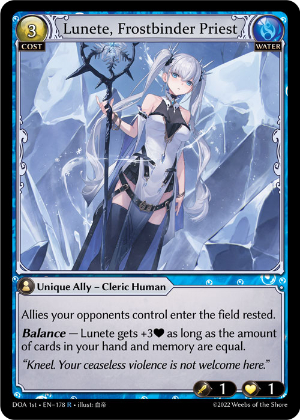 3
COST
Lunete, Frostbinder Priest
WATER
Unique Ally – Cleric Human
Allies your opponents control enter the field rested.
Balance — Lunete gets +3♥ as long as the amount
of cards in your hand and memory are equal.
“Kneel. Your ceaseless violence is not welcome here.”
1
1
DOA 1st • EN–178 R • illust:
©2022 Weebs of the Shore